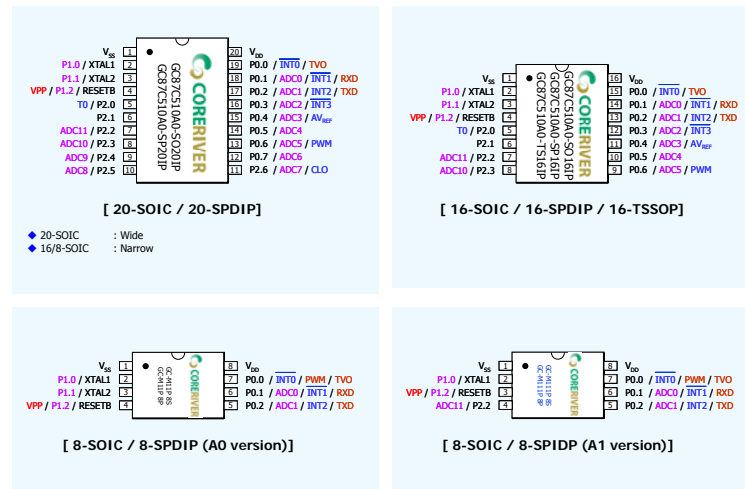 VSS 1 20 VDD
P1.0 / XTAL1 2 19 P0.0 / INT0 / TVO
P1.1 / XTAL2 3 18 P0.1 / ADC0 / INT1 / RXD
VPP / P1.2 / RESETB 4 17 P0.2 / ADC1 / INT2 / TXD
T0 / P2.0 5 16 P0.3 / ADC2 / INT3
P2.1 6 15 P0.4 / ADC3 / AVREF
ADC11 / P2.2 7 14 P0.5 / ADC4
ADC10 / P2.3 8 13 P0.6 / ADC5 / PWM
ADC9 / P2.4 9 12 P0.7 / ADC6
ADC8 / P2.5 10 11 P2.6 / ADC7 / CLO
CORERIVER
GC87C510A0-SO20IP
GC87C510A0-SP20IP
[ 20-SOIC / 20-SPDIP]
◆ 20-SOIC : Wide
◆ 16/8-SOIC : Narrow
VSS 1 16 VDD
P1.0 / XTAL1 2 15 P0.0 / INT0 / TVO
P1.1 / XTAL2 3 14 P0.1 / ADC0 / INT1 / RXD
VPP / P1.2 / RESETB 4 13 P0.2 / ADC1 / INT2 / TXD
T0 / P2.0 5 12 P0.3 / ADC2 / INT3
P2.1 6 11 P0.4 / ADC3 / AVREF
ADC11 / P2.2 7 10 P0.5 / ADC4
ADC10 / P2.3 8 9 P0.6 / ADC5 / PWM
CORERIVER
GC87C510A0-SO16IP
GC87C510A0-SP16IP
GC87C510A0-TS16IP
[ 16-SOIC / 16-SPDIP / 16-TSSOP]
VSS 1 8 VDD
P1.0 / XTAL1 2 7 P0.0 / INT0 / PWM / TVO
P1.1 / XTAL2 3 6 P0.1 / ADC0 / INT1 / RXD
VPP / P1.2 / RESETB 4 5 P0.2 / ADC1 / INT2 / TXD
CORERIVER
[ 8-SOIC / 8-SPDIP (A0 version)]
VSS 1 8 VDD
P1.0 / XTAL1 2 7 P0.0 / INT0 / PWM / TVO
VPP / P1.2 / RESETB 3 6 P0.1 / ADC0 / INT1 / RXD
ADC11 / P2.2 4 5 P0.2 / ADC1 / INT2 / TXD
CORERIVER
[ 8-SOIC / 8-SPIDP (A1 version)]